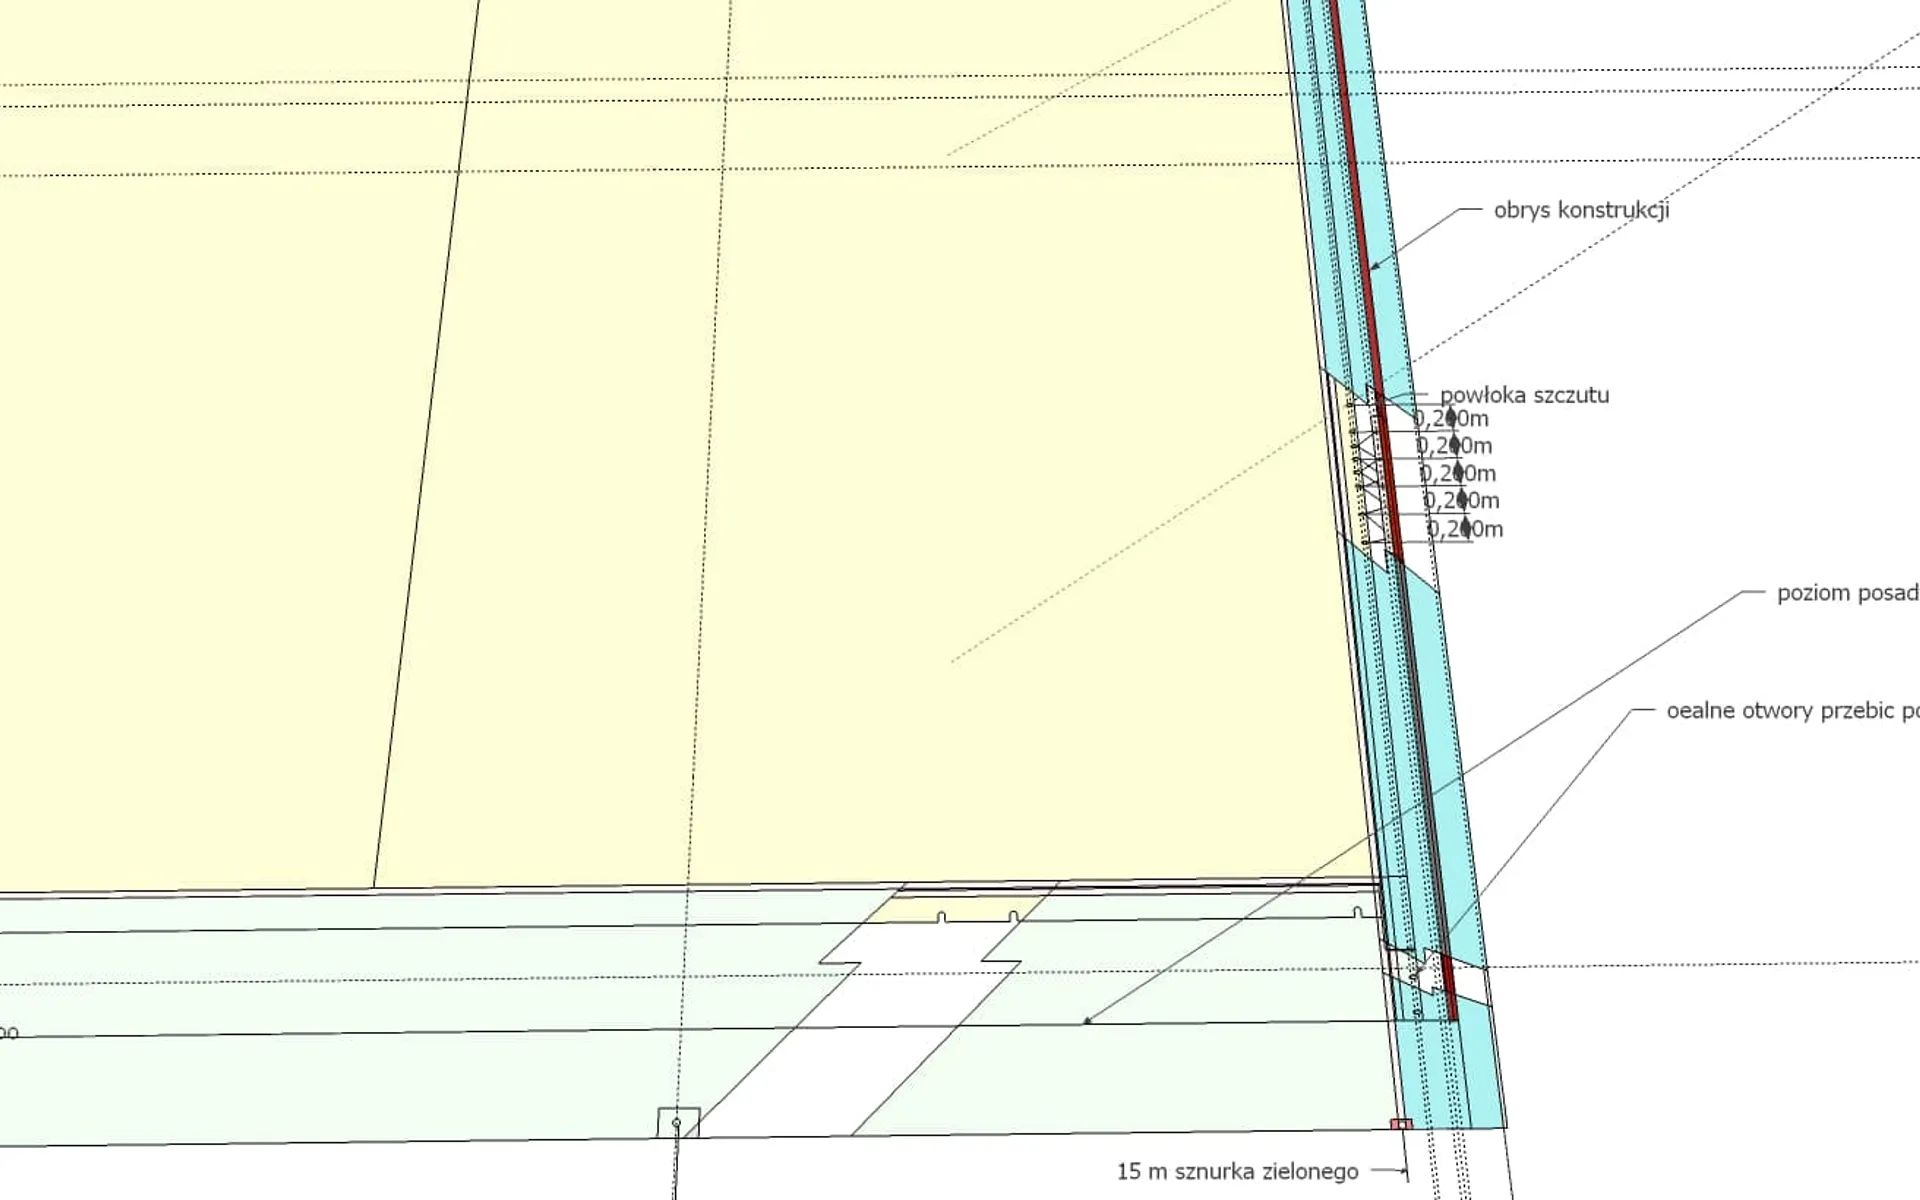 obrys konstrukcji
powłoka szczutu
0,200m
0,200m
0,200m
0,200m
0,200m
poziom posad
oealne otwory przebic po
00
15 m sznurka zielonego